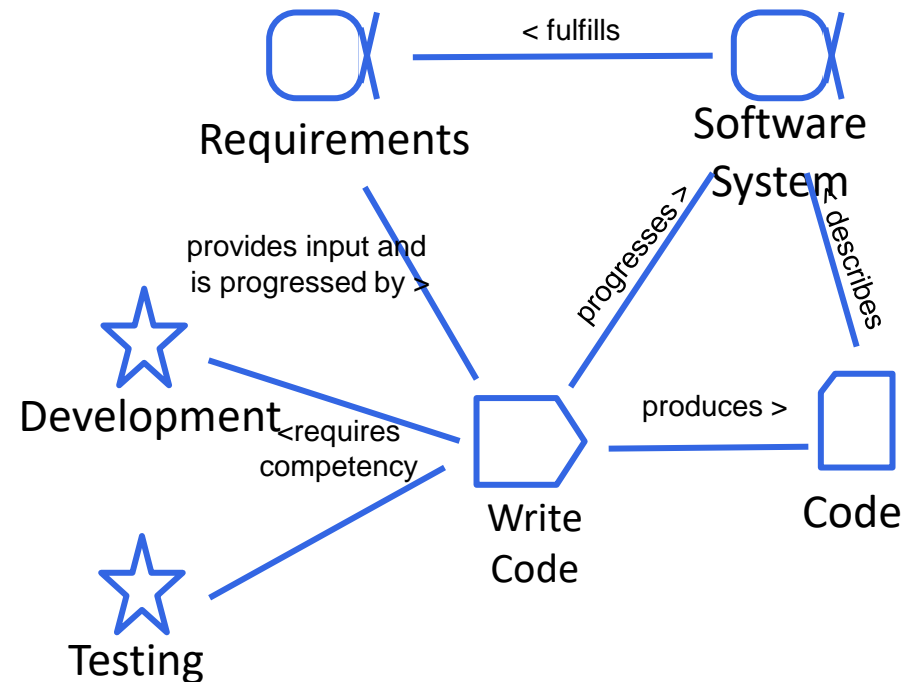 < fulfills
Requirements
Software
System
provides input and
is progressed by >
progresses >
< describes
Development
<requires
competency
produces >
Write
Code
Code
Testing